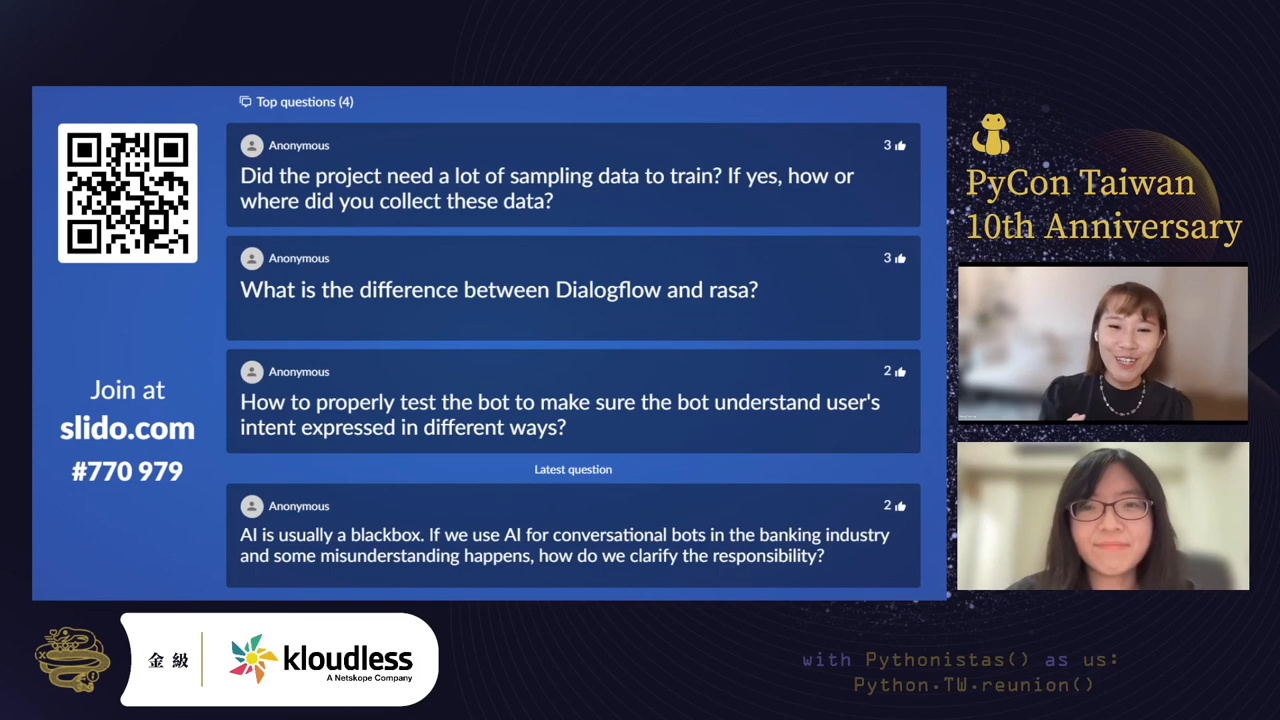 Top questions (4)
Anonymous
3
Did the project need a lot of sampling data to train? If yes, how or
where did you collect these data?
Anonymous
3
What is the difference between Dialogflow and rasa?
Anonymous
2
How to properly test the bot to make sure the bot understand user's
intent expressed in different ways?
Latest question
Anonymous
2
AI is usually a blackbox. If we use AI for conversational bots in the banking industry
and some misunderstanding happens, how do we clarify the responsibility?
Join at
slido.com
#770 979
PyCon Taiwan
10th Anniversary
金級
kloudless
A Netskope Company
with Pythonistas() as us:
Python.TW.reunion()